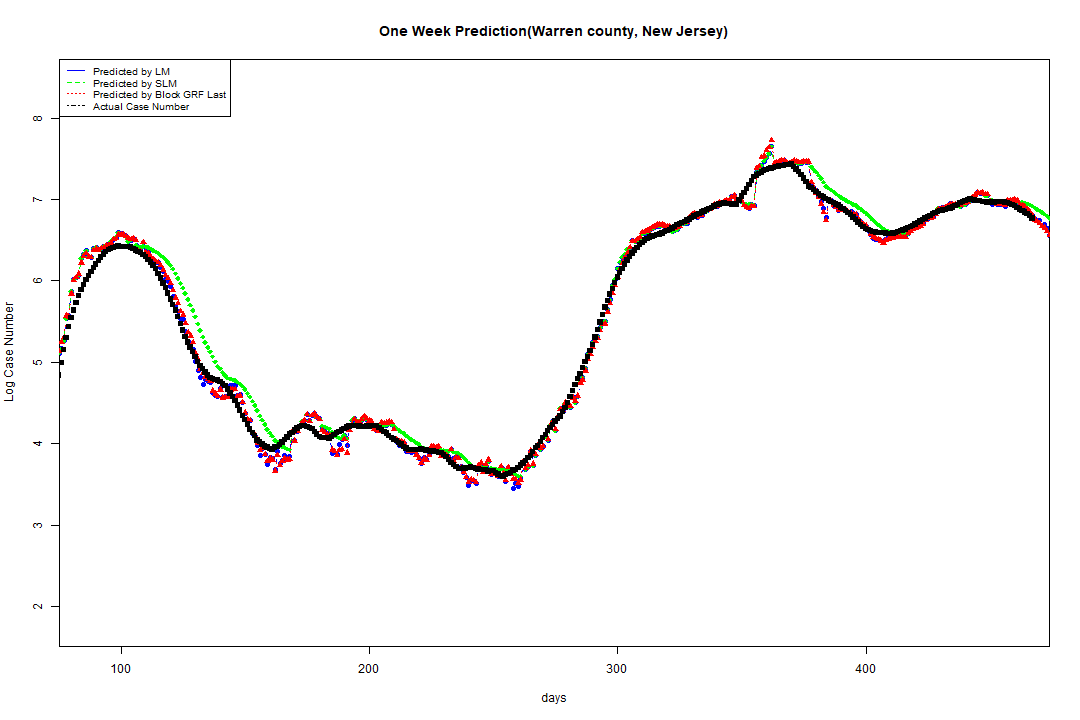 One Week Prediction(Warren county, New Jersey)
Predicted by LM
Predicted by SLM
Predicted by Block GRF Last
Actual Case Number
8
7
6
5
4
3
2
Log Case Number
100
200
300
400
days